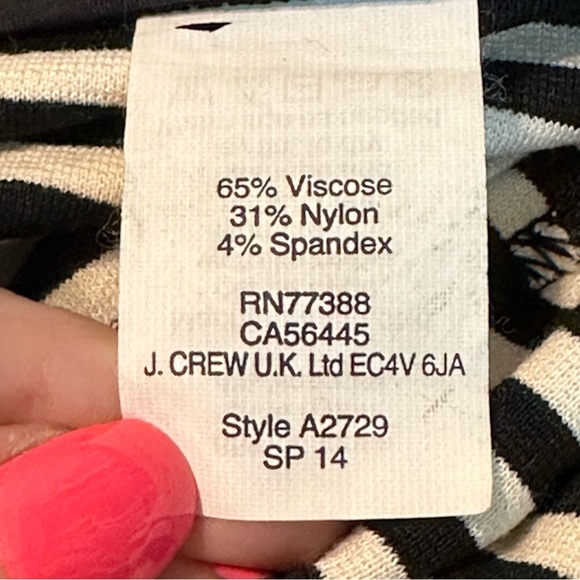 65% Viscose
31% Nylon
4% Spandex
RN77388
CA56445
J. CREW U.K. Ltd EC4V 6JA
Style A2729
SP 14